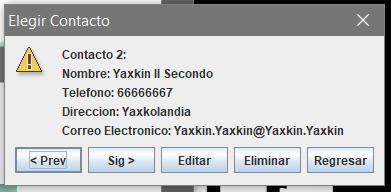 Elegir Contacto
Contacto 2:
Nombre: Yaxkin II Secondo
Telefono: 66666667
Direccion: Yaxkolandia
Correo Electronico: Yaxkin.Yaxkin@Yaxkin.Yaxkin
< Prev Sig > Editar Eliminar Regresar